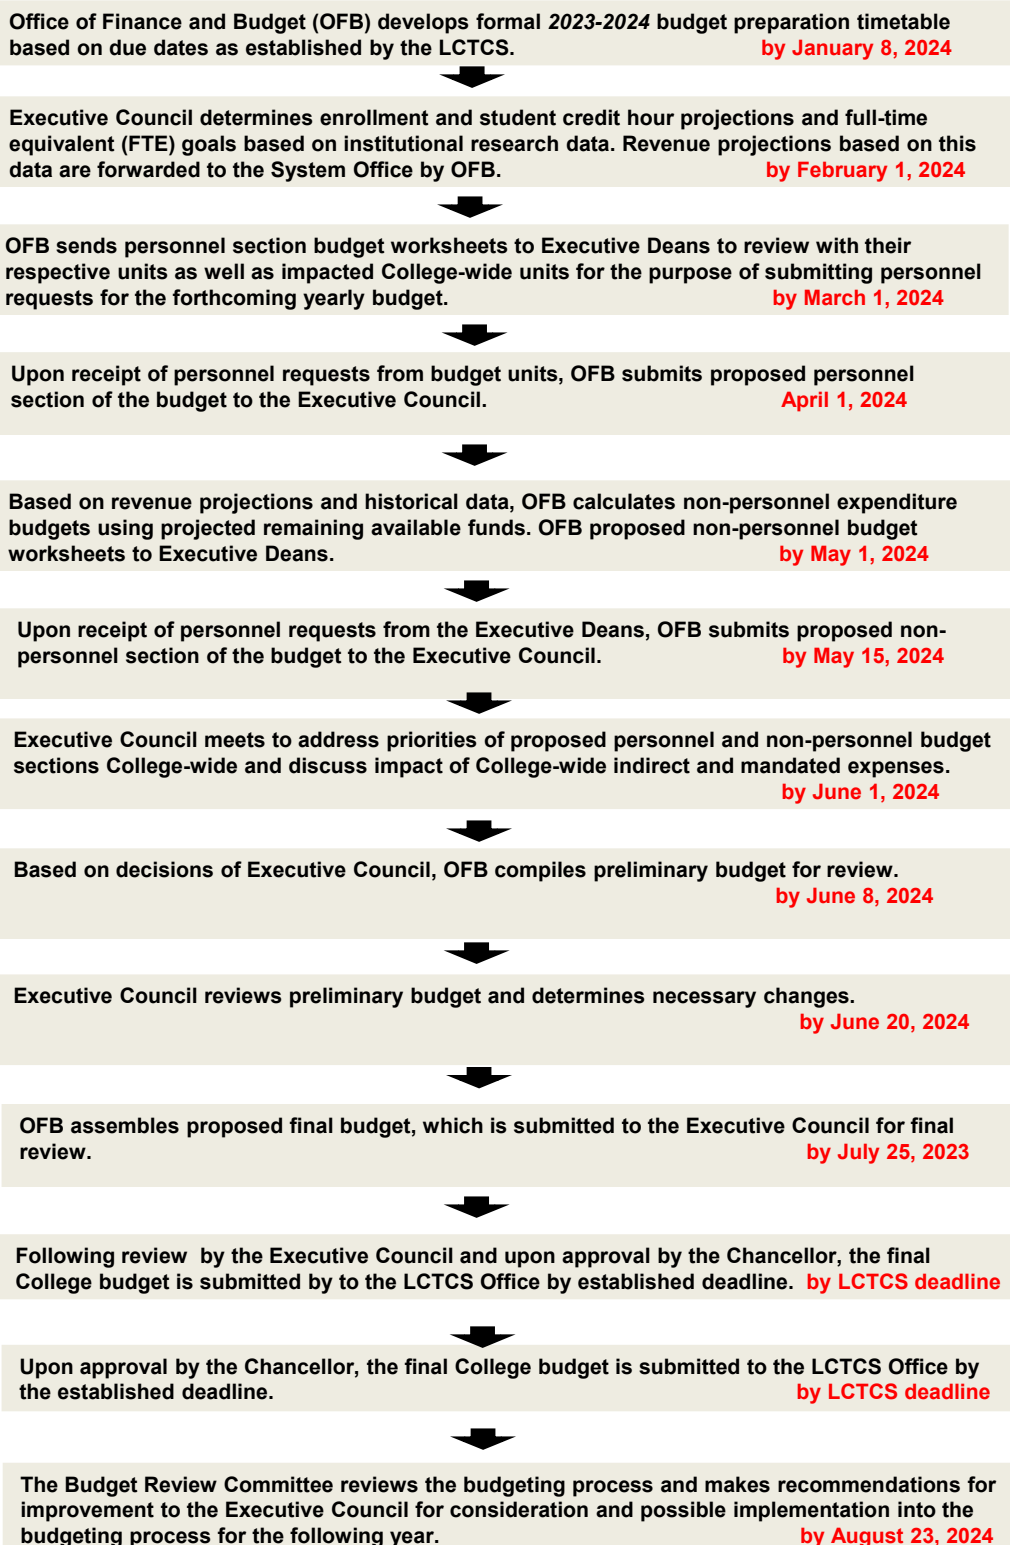 Office of Finance and Budget (OFB) develops formal 2023-2024 budget preparation timetable
based on due dates as established by the LCTCS. by January 8, 2024
Executive Council determines enrollment and student credit hour projections and full-time
equivalent (FTE) goals based on institutional research data. Revenue projections based on this
data are forwarded to the System Office by OFB. by February 1, 2024
OFB sends personnel section budget worksheets to Executive Deans to review with their
respective units as well as impacted College-wide units for the purpose of submitting personnel
requests for the forthcoming yearly budget. by March 1, 2024
Upon receipt of personnel requests from budget units, OFB submits proposed personnel
section of the budget to the Executive Council. April 1, 2024
Based on revenue projections and historical data, OFB calculates non-personnel expenditure
budgets using projected remaining available funds. OFB proposed non-personnel budget
worksheets to Executive Deans. by May 1, 2024
Upon receipt of personnel requests from the Executive Deans, OFB submits proposed non-
personnel section of the budget to the Executive Council. by May 15, 2024
Executive Council meets to address priorities of proposed personnel and non-personnel budget
sections College-wide and discuss impact of College-wide indirect and mandated expenses.
by June 1, 2024
Based on decisions of Executive Council, OFB compiles preliminary budget for review.
by June 8, 2024
Executive Council reviews preliminary budget and determines necessary changes.
by June 20, 2024
OFB assembles proposed final budget, which is submitted to the Executive Council for final
review. by July 25, 2023
Following review by the Executive Council and upon approval by the Chancellor, the final
College budget is submitted by to the LCTCS Office by established deadline. by LCTCS deadline
Upon approval by the Chancellor, the final College budget is submitted to the LCTCS Office by
the established deadline. by LCTCS deadline
The Budget Review Committee reviews the budgeting process and makes recommendations for
improvement to the Executive Council for consideration and possible implementation into the
budgeting process for the following year. by August 23, 2024